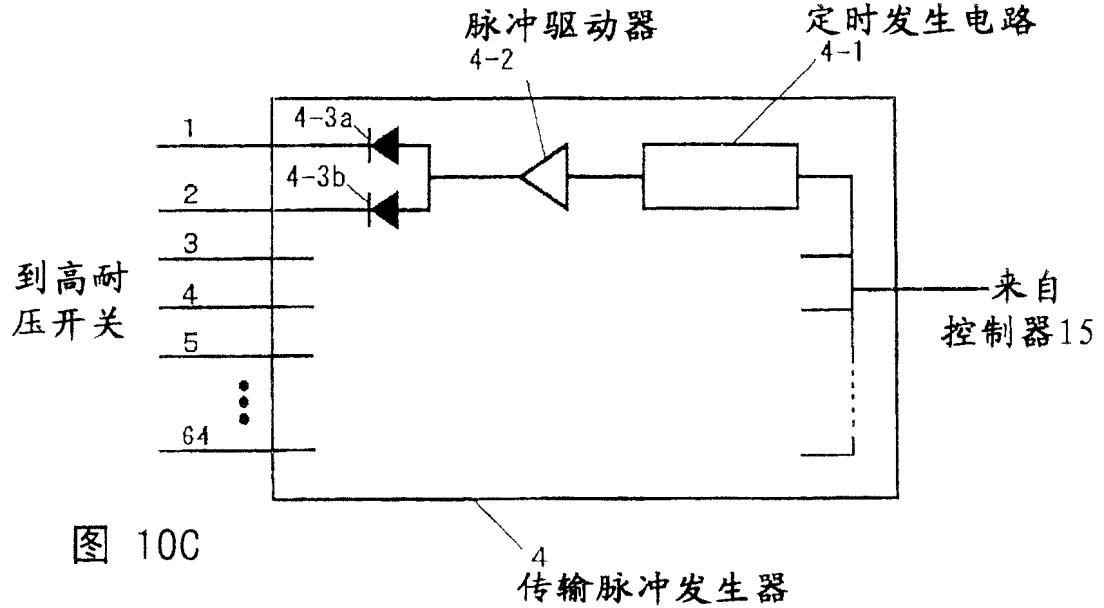 脉冲驱动器
4-2
定时发生电路
4-1
4-3a
4-3b
1
2
3
4
5
64
到高耐
压开关
来自
控制器15
图 10C
4
传输脉冲发生器